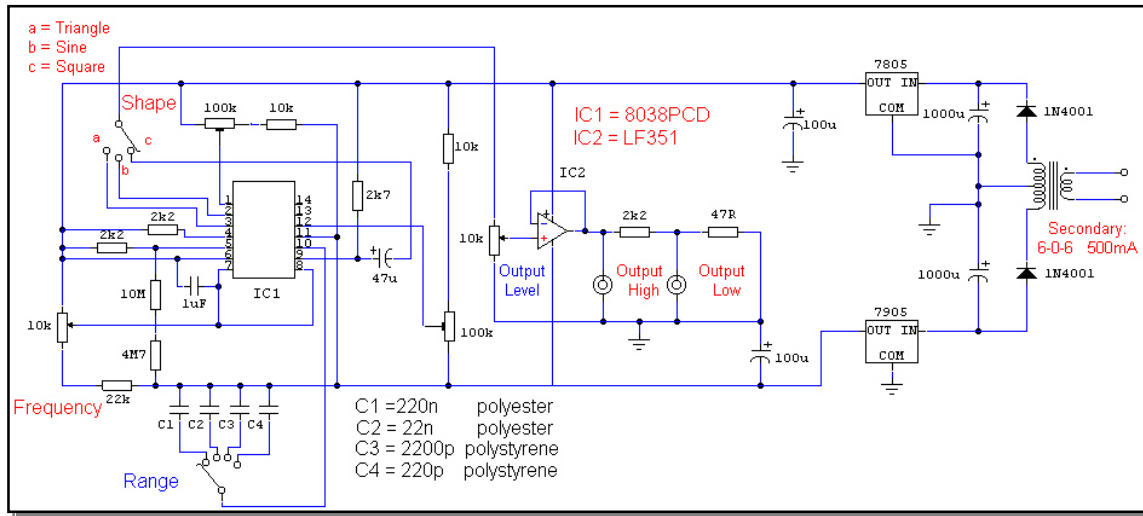 a = Triangle
b = Sine
c = Square
Shape
a
b
c
100k
10k
2k2
2k2
10M
4M7
10k
22k
Frequency
1uF
1
2
3
4
5
6
7
14
13
12
11
10
9
8
IC1
2k7
47u
10k
100k
C1
C2
C3
C4
Range
C1 =220n polyester
C2 = 22n polyester
C3 = 2200p polystyrene
C4 = 220p polystyrene
IC1 = 8038PCD
IC2 = LF351
IC2
10k
Output
Level
2k2
47R
Output
High
Output
Low
100u
100u
7805
OUT IN
COM
1000u
1N4001
Secondary:
6-0-6 500mA
1000u
1N4001
7905
OUT IN
COM